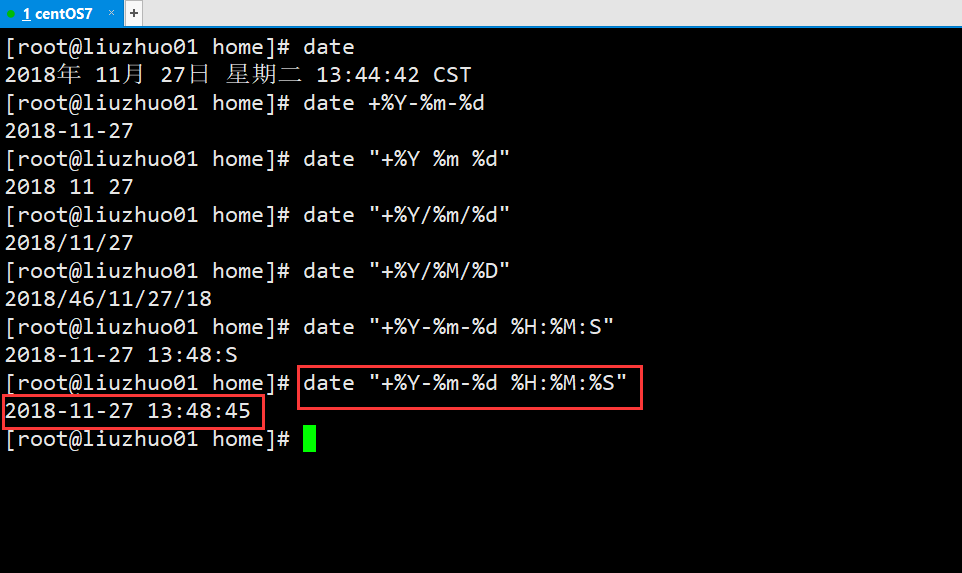 1 centOS7 × +
[root@liuzhuo01 home]# date
2018年 11月 27日 星期二 13:44:42 CST
[root@liuzhuo01 home]# date +%Y-%m-%d
2018-11-27
[root@liuzhuo01 home]# date "+%Y %m %d"
2018 11 27
[root@liuzhuo01 home]# date "+%Y/%m/%d"
2018/11/27
[root@liuzhuo01 home]# date "+%Y/%M/%D"
2018/46/11/27/18
[root@liuzhuo01 home]# date "+%Y-%m-%d %H:%M:S"
2018-11-27 13:48:S
[root@liuzhuo01 home]# date "+%Y-%m-%d %H:%M:%S"
2018-11-27 13:48:45
[root@liuzhuo01 home]#